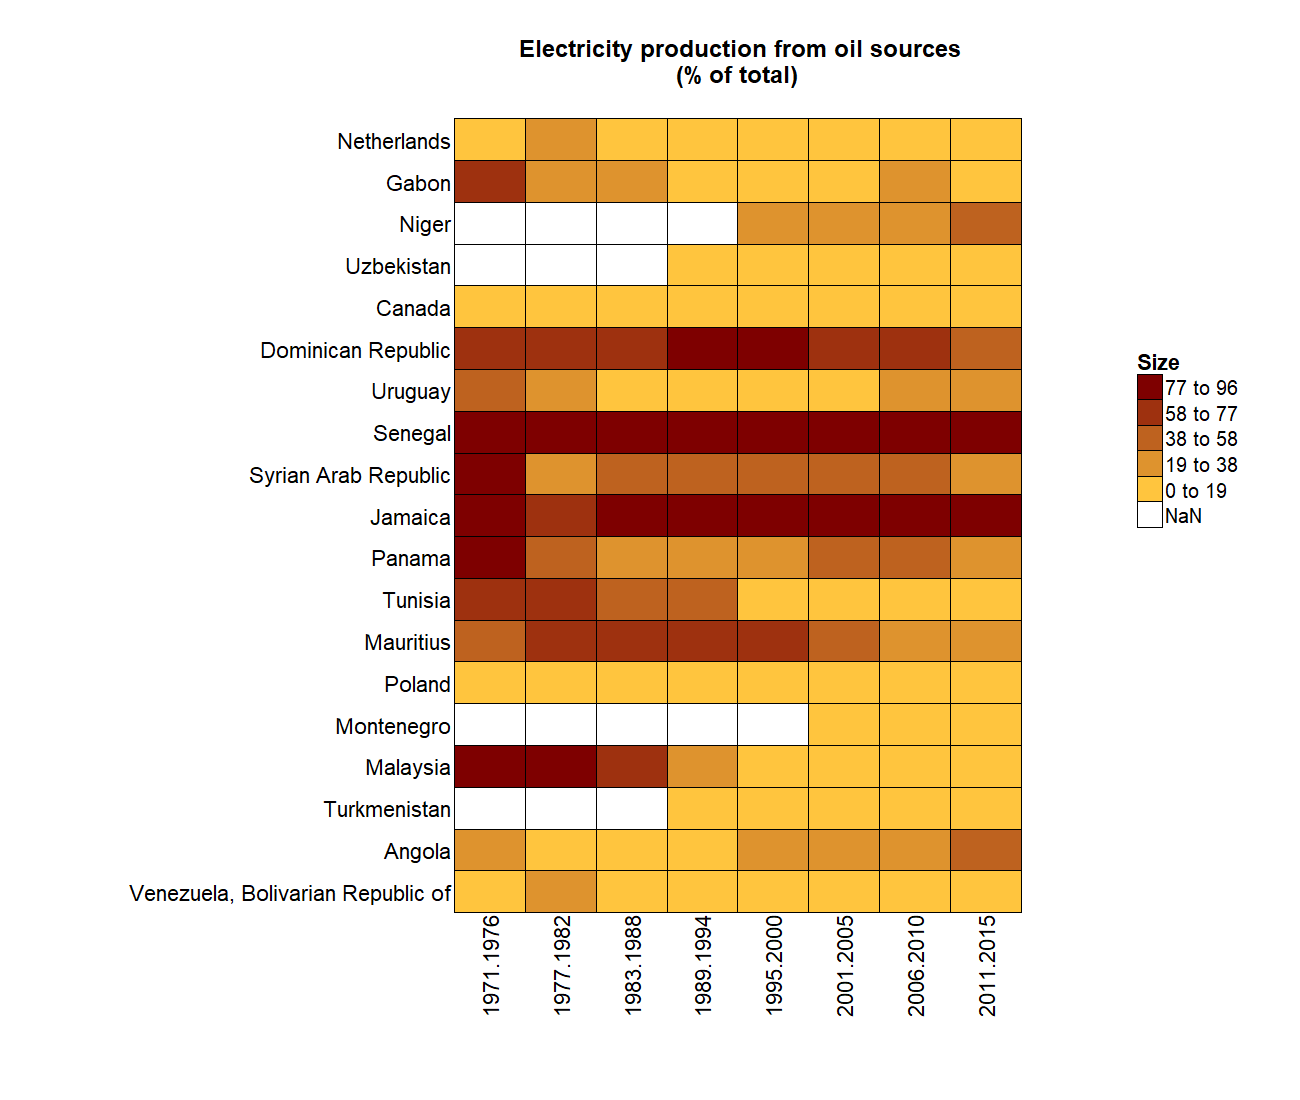 Electricity production from oil sources
(% of total)
Netherlands
Gabon
Niger
Uzbekistan
Canada
Dominican Republic
Uruguay
Senegal
Syrian Arab Republic
Jamaica
Panama
Tunisia
Mauritius
Poland
Montenegro
Malaysia
Turkmenistan
Angola
Venezuela, Bolivarian Republic of
1971.1976
1977.1982
1983.1988
1989.1994
1995.2000
2001.2005
2006.2010
2011.2015
Size
77 to 96
58 to 77
38 to 58
19 to 38
0 to 19
NaN